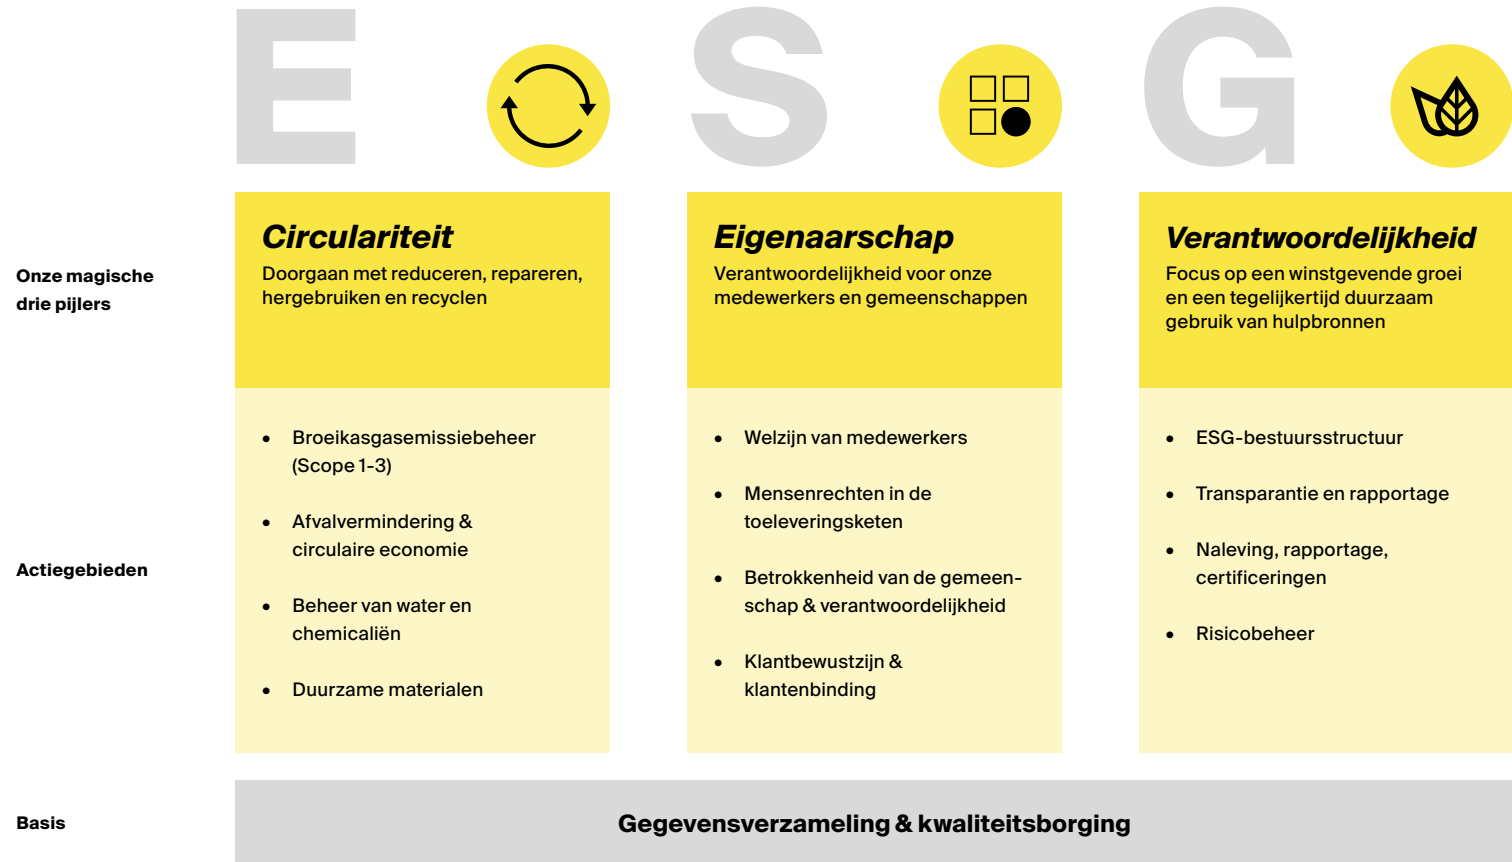 E
S
G
Onze magische
drie pijlers
Circulariteit
Doorgaan met reduceren, repareren,
hergebruiken en recyclen
Eigenaarschap
Verantwoordelijkheid voor onze
medewerkers en gemeenschappen
Verantwoordelijkheid
Focus op een winstgevende groei
en een tegelijkertijd duurzaam
gebruik van hulpbronnen
Actiegebieden
• Broeikasgasemissiebeheer
(Scope 1-3)
• Afvalvermindering &
circulaire economie
• Beheer van water en
chemicaliën
• Duurzame materialen
• Welzijn van medewerkers
• Mensenrechten in de
toeleveringsketen
• Betrokkenheid van de gemeen-
schap & verantwoordelijkheid
• Klantbewustzijn &
klantenbinding
• ESG-bestuursstructuur
• Transparantie en rapportage
• Naleving, rapportage,
certificeringen
• Risicobeheer
Basis
Gegevensverzameling & kwaliteitsborging